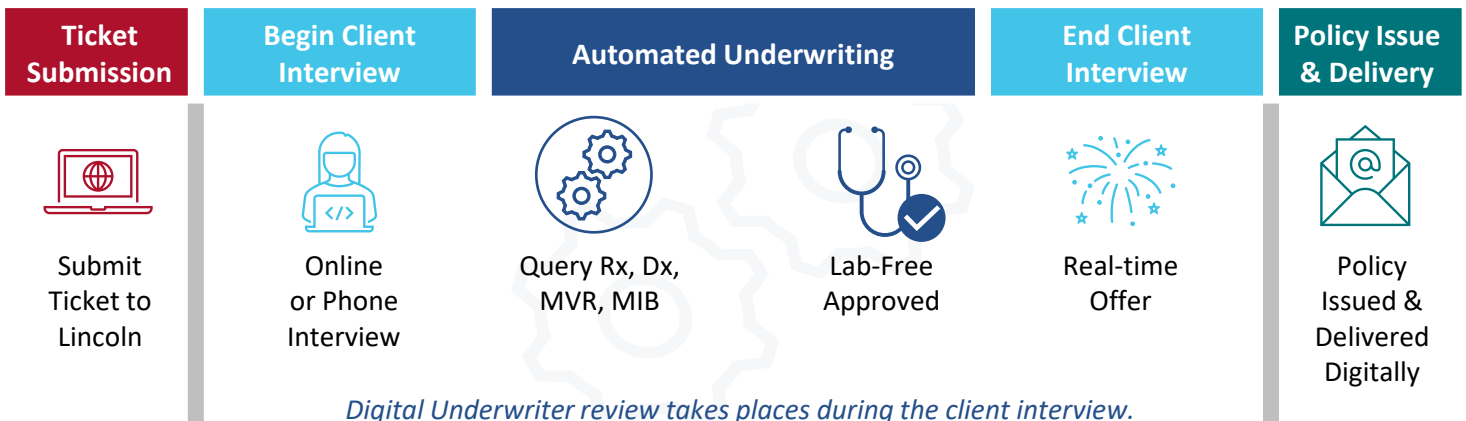 Ticket
Submission
Begin Client
Interview
Automated Underwriting
End Client
Interview
Policy Issue
& Delivery
Submit
Ticket to
Lincoln
</>
Online
or Phone
Interview
Query Rx, Dx,
MVR, MIB
Lab-Free
Approved
Real-time
Offer
@
Policy
Issued &
Delivered
Digitally
Digital Underwriter review takes places during the client interview.